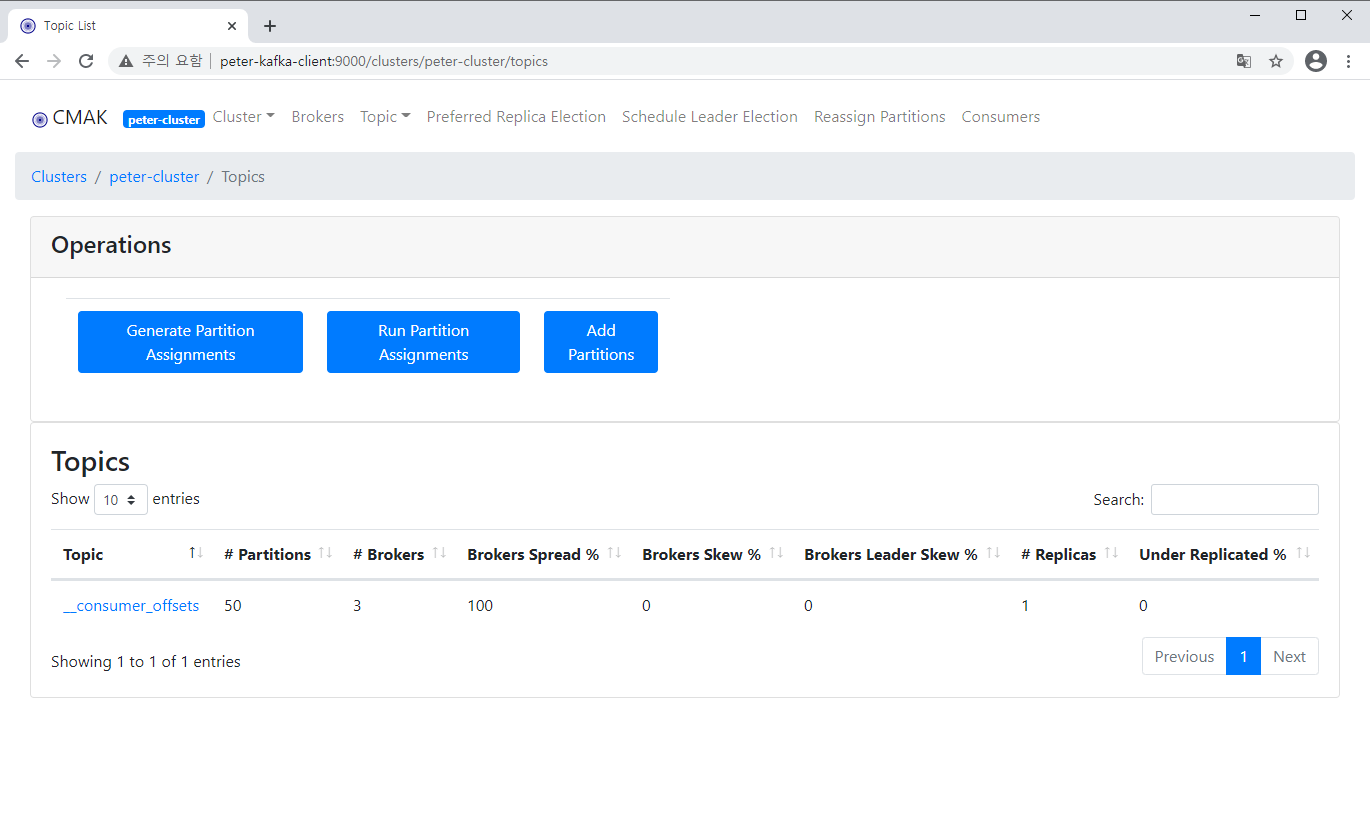 Topic List
주의 요함 peter-kafka-client:9000/clusters/peter-cluster/topics
CMAK peter-cluster Cluster Brokers Topic Preferred Replica Election Schedule Leader Election Reassign Partitions Consumers
Clusters / peter-cluster / Topics
Operations
Generate Partition Assignments
Run Partition Assignments
Add Partitions
Topics
Show 10 entries Search:
Topic # Partitions # Brokers Brokers Spread % Brokers Skew % Brokers Leader Skew % # Replicas Under Replicated %
__consumer_offsets 50 3 100 0 0 1 0
Showing 1 to 1 of 1 entries Previous 1 Next